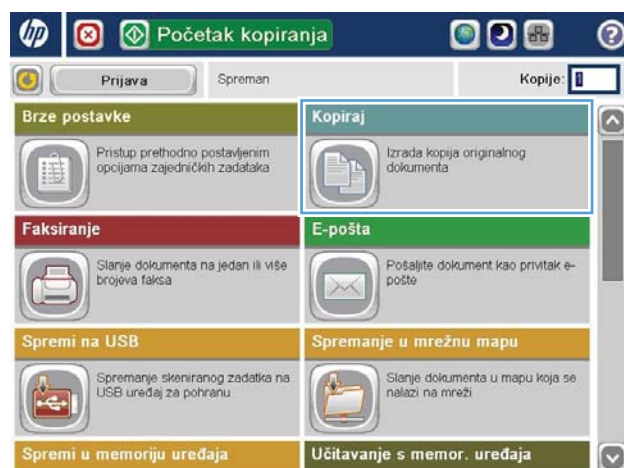 hp
Početak kopiranja
?
Prijava
Spreman
Kopije: 1
Brze postavke
Pristup prethodno postavljenim
opcijama zajedničkih zadataka
Kopiraj
Izrada kopija originalnog
dokumenta
Faksiranje
Slanje dokumenta na jedan ili više
brojeva faksa
E-pošta
Pošaljite dokument kao privitak e-
pošte
Spremi na USB
Spremanje skeniranog zadatka na
USB uređaj za pohranu
Spremanje u mrežnu mapu
Slanje dokumenta u mapu koja se
nalazi na mreži
Spremi u memoriju uređaja
Učitavanje s memor. uređaja